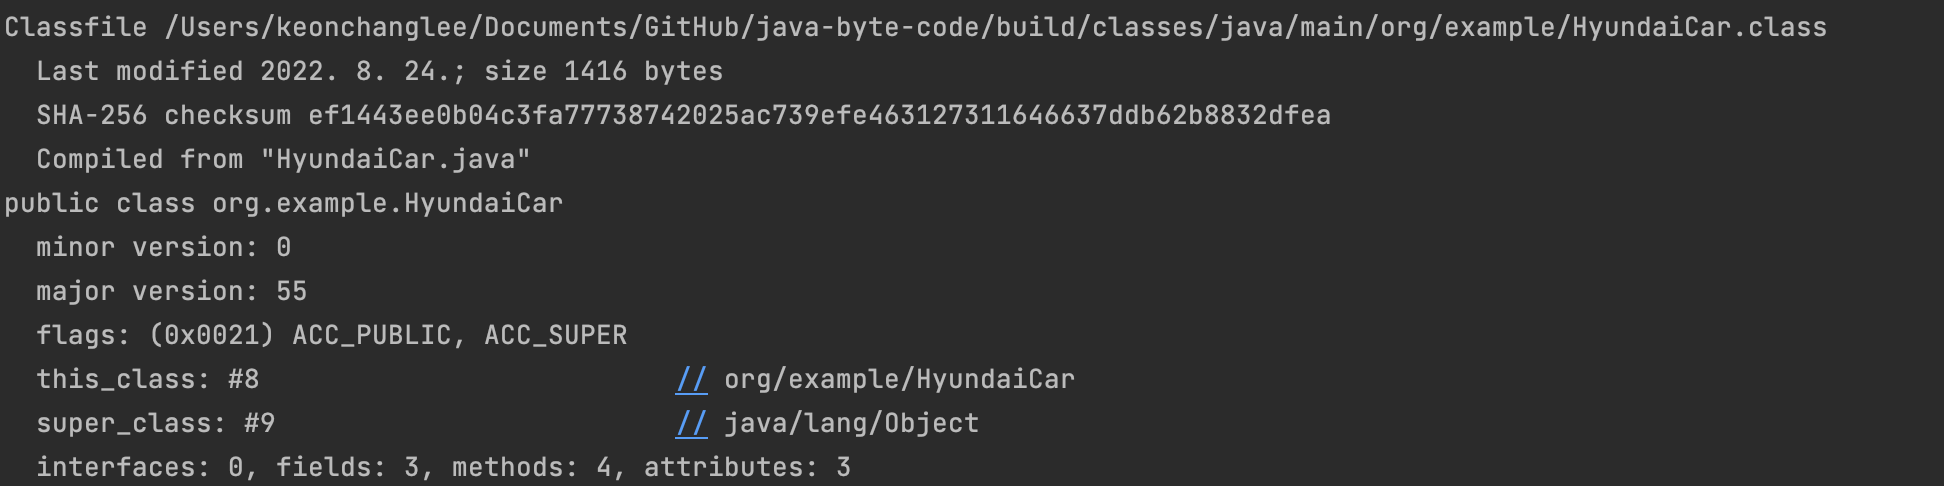 Classfile /Users/keonchanglee/Documents/GitHub/java-byte-code/build/classes/java/main/org/example/HyundaiCar.class
Last modified 2022. 8. 24.; size 1416 bytes
SHA-256 checksum ef1443ee0b04c3fa77738742025ac739efe463127311646637ddb62b8832dfea
Compiled from "HyundaiCar.java"
public class org.example.HyundaiCar
minor version: 0
major version: 55
flags: (0x0021) ACC_PUBLIC, ACC_SUPER
this_class: #8 // org/example/HyundaiCar
super_class: #9 // java/lang/Object
interfaces: 0, fields: 3, methods: 4, attributes: 3